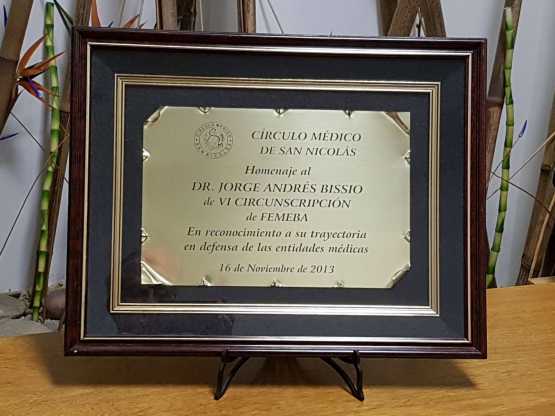 CÍRCULO MÉDICO
DE SAN NICOLÁS
Homenaje al
DR. JORGE ANDRÉS BISSIO
de VI CIRCUNSCRIPCIÓN
de FEMEBA
En reconocimiento a su trayectoria
en defensa de las entidades médicas
16 de Noviembre de 2013